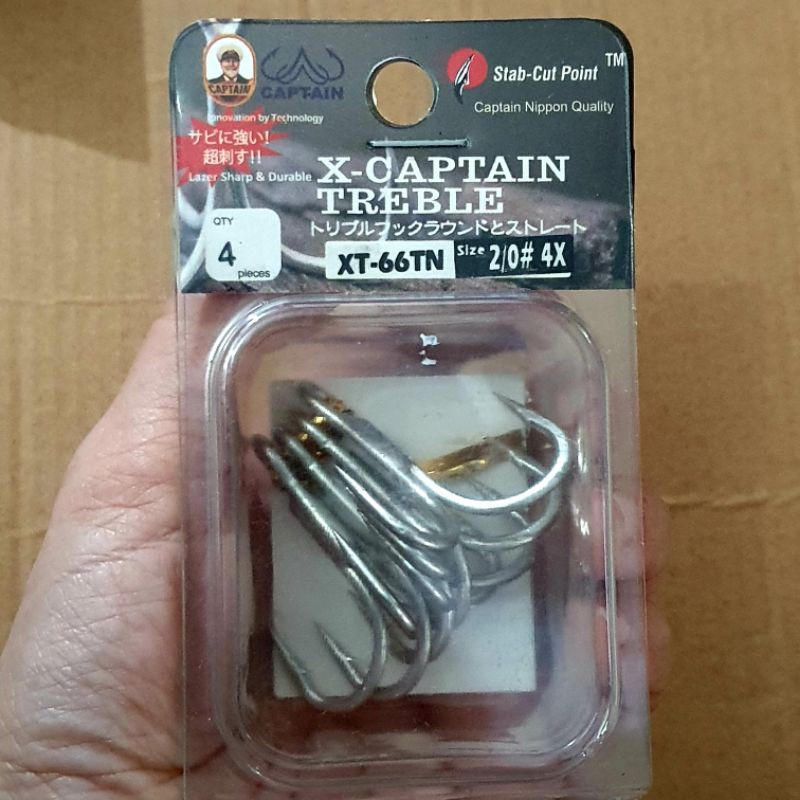 CAPTAIN
CAPTAIN
Stab-Cut Point TM
Captain Nippon Quality
Innovation by Technology
サビに強い!
超刺す!!
Lazer Sharp & Durable
X-CAPTAIN
TREBLE
トリプルフックラウンドとストレート
QTY
4
pieces
XT-66TN
Size 2/0# 4X